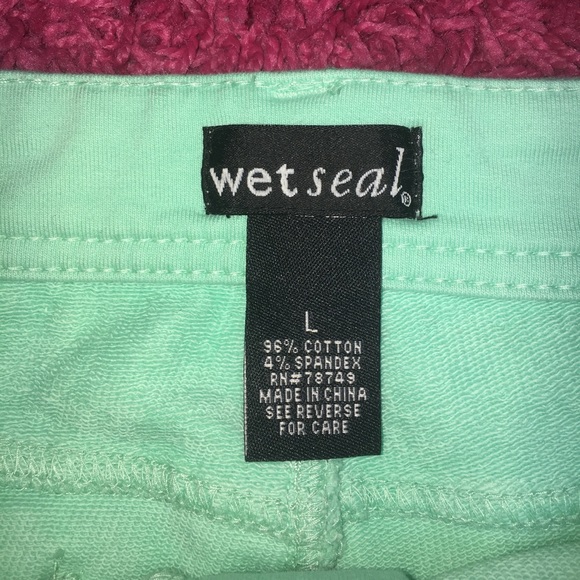 wet seal®
L
96% COTTON
4% SPANDEX
RN#78749
MADE IN CHINA
SEE REVERSE
FOR CARE